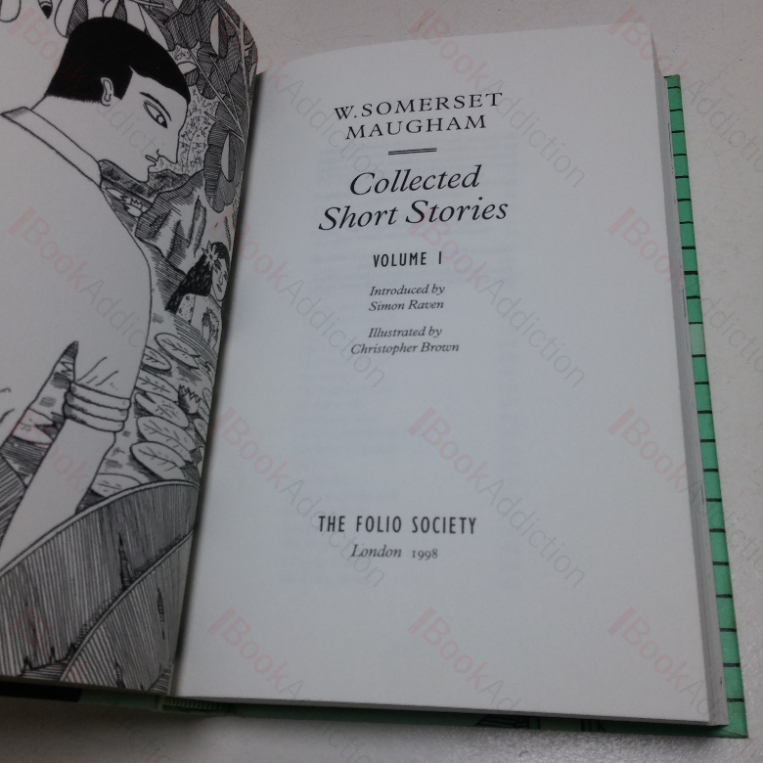 W. SOMERSET
MAUGHAM
Collected
Short Stories
VOLUME I
Introduced by
Simon Raven
Illustrated by
Christopher Brown
THE FOLIO SOCIETY
London 1998
BookAddiction